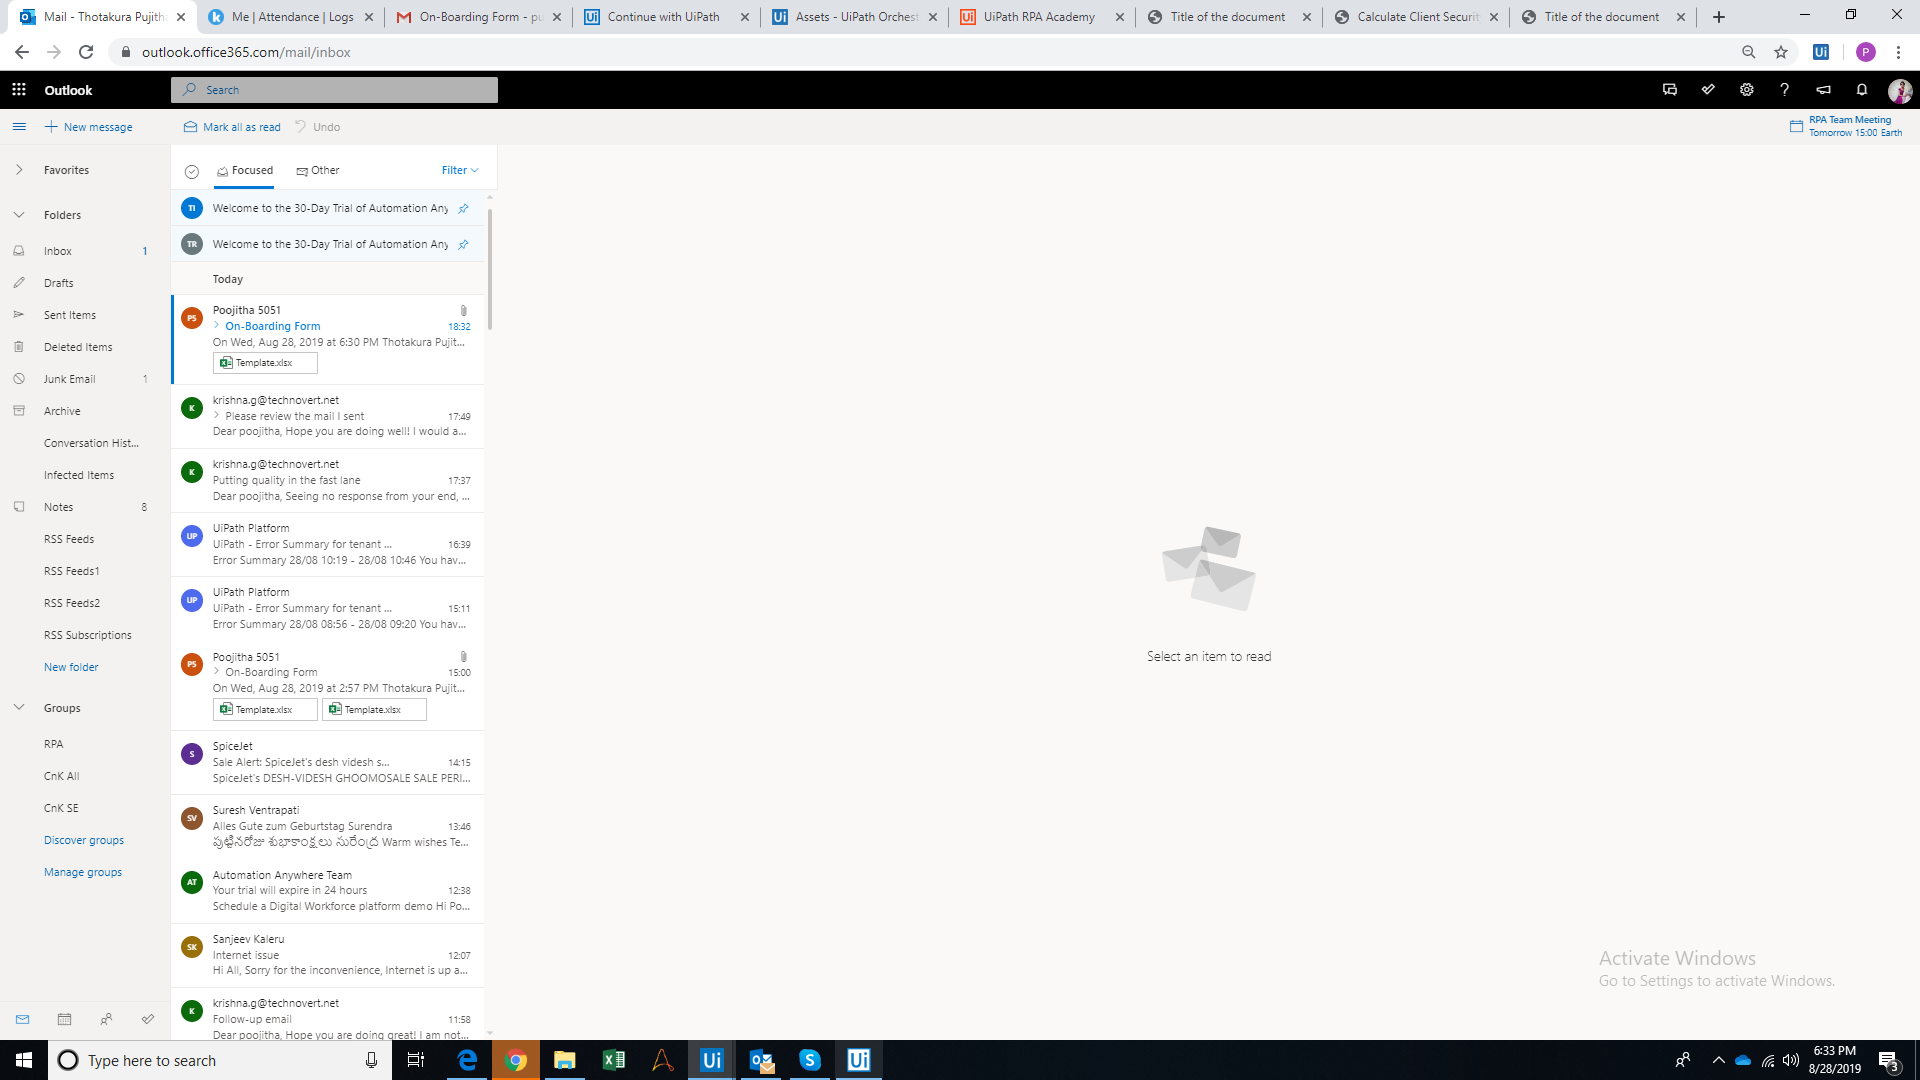 Mail - Thotakura Pujith
Me | Attendance | Logs
On-Boarding Form - pu
Continue with UiPath
Assets - UiPath Orchest
UiPath RPA Academy
Title of the document
Calculate Client Securit
Title of the document
outlook.office365.com/mail/inbox
P
Outlook
Search
New message
Mark all as read
Undo
RPA Team Meeting
Tomorrow 15:00 Earth
Favorites
Folders
Inbox 1
Drafts
Sent Items
Deleted Items
Junk Email 1
Archive
Conversation Hist...
Infected Items
Notes 8
RSS Feeds
RSS Feeds1
RSS Feeds2
RSS Subscriptions
New folder
Groups
RPA
CnK All
CnK SE
Discover groups
Manage groups
Focused
Other
Filter
TI Welcome to the 30-Day Trial of Automation Any
TR Welcome to the 30-Day Trial of Automation Any
Today
PS Poojitha 5051
On-Boarding Form 18:32
On Wed, Aug 28, 2019 at 6:30 PM Thotakura Pujit...
Template.xlsx
K krishna.g@technovert.net
Please review the mail I sent 17:49
Dear poojitha, Hope you are doing well! I would a...
K krishna.g@technovert.net
Putting quality in the fast lane 17:37
Dear poojitha, Seeing no response from your end, ...
UP UiPath Platform
UiPath - Error Summary for tenant ... 16:39
Error Summary 28/08 10:19 - 28/08 10:46 You hav...
UP UiPath Platform
UiPath - Error Summary for tenant ... 15:11
Error Summary 28/08 08:56 - 28/08 09:20 You hav...
PS Poojitha 5051
On-Boarding Form 15:00
On Wed, Aug 28, 2019 at 2:57 PM Thotakura Pujit...
Template.xlsx Template.xlsx
S SpiceJet
Sale Alert: SpiceJet's desh videsh s... 14:15
SpiceJet's DESH-VIDESH GHOOMOSALE SALE PERI...
SV Suresh Ventrapati
Alles Gute zum Geburtstag Surendra 13:46
పుట్టినరోజు శుభాకాంక్షలు సురేంద్ర Warm wishes Te...
AT Automation Anywhere Team
Your trial will expire in 24 hours 12:38
Schedule a Digital Workforce platform demo Hi Po...
SK Sanjeev Kaleru
Internet issue 12:07
Hi All, Sorry for the inconvenience, Internet is up a...
K krishna.g@technovert.net
Follow-up email 11:58
Dear poojitha, Hope you are doing great! I am not...
Select an item to read
Activate Windows
Go to Settings to activate Windows.
Type here to search
6:33 PM
8/28/2019
3